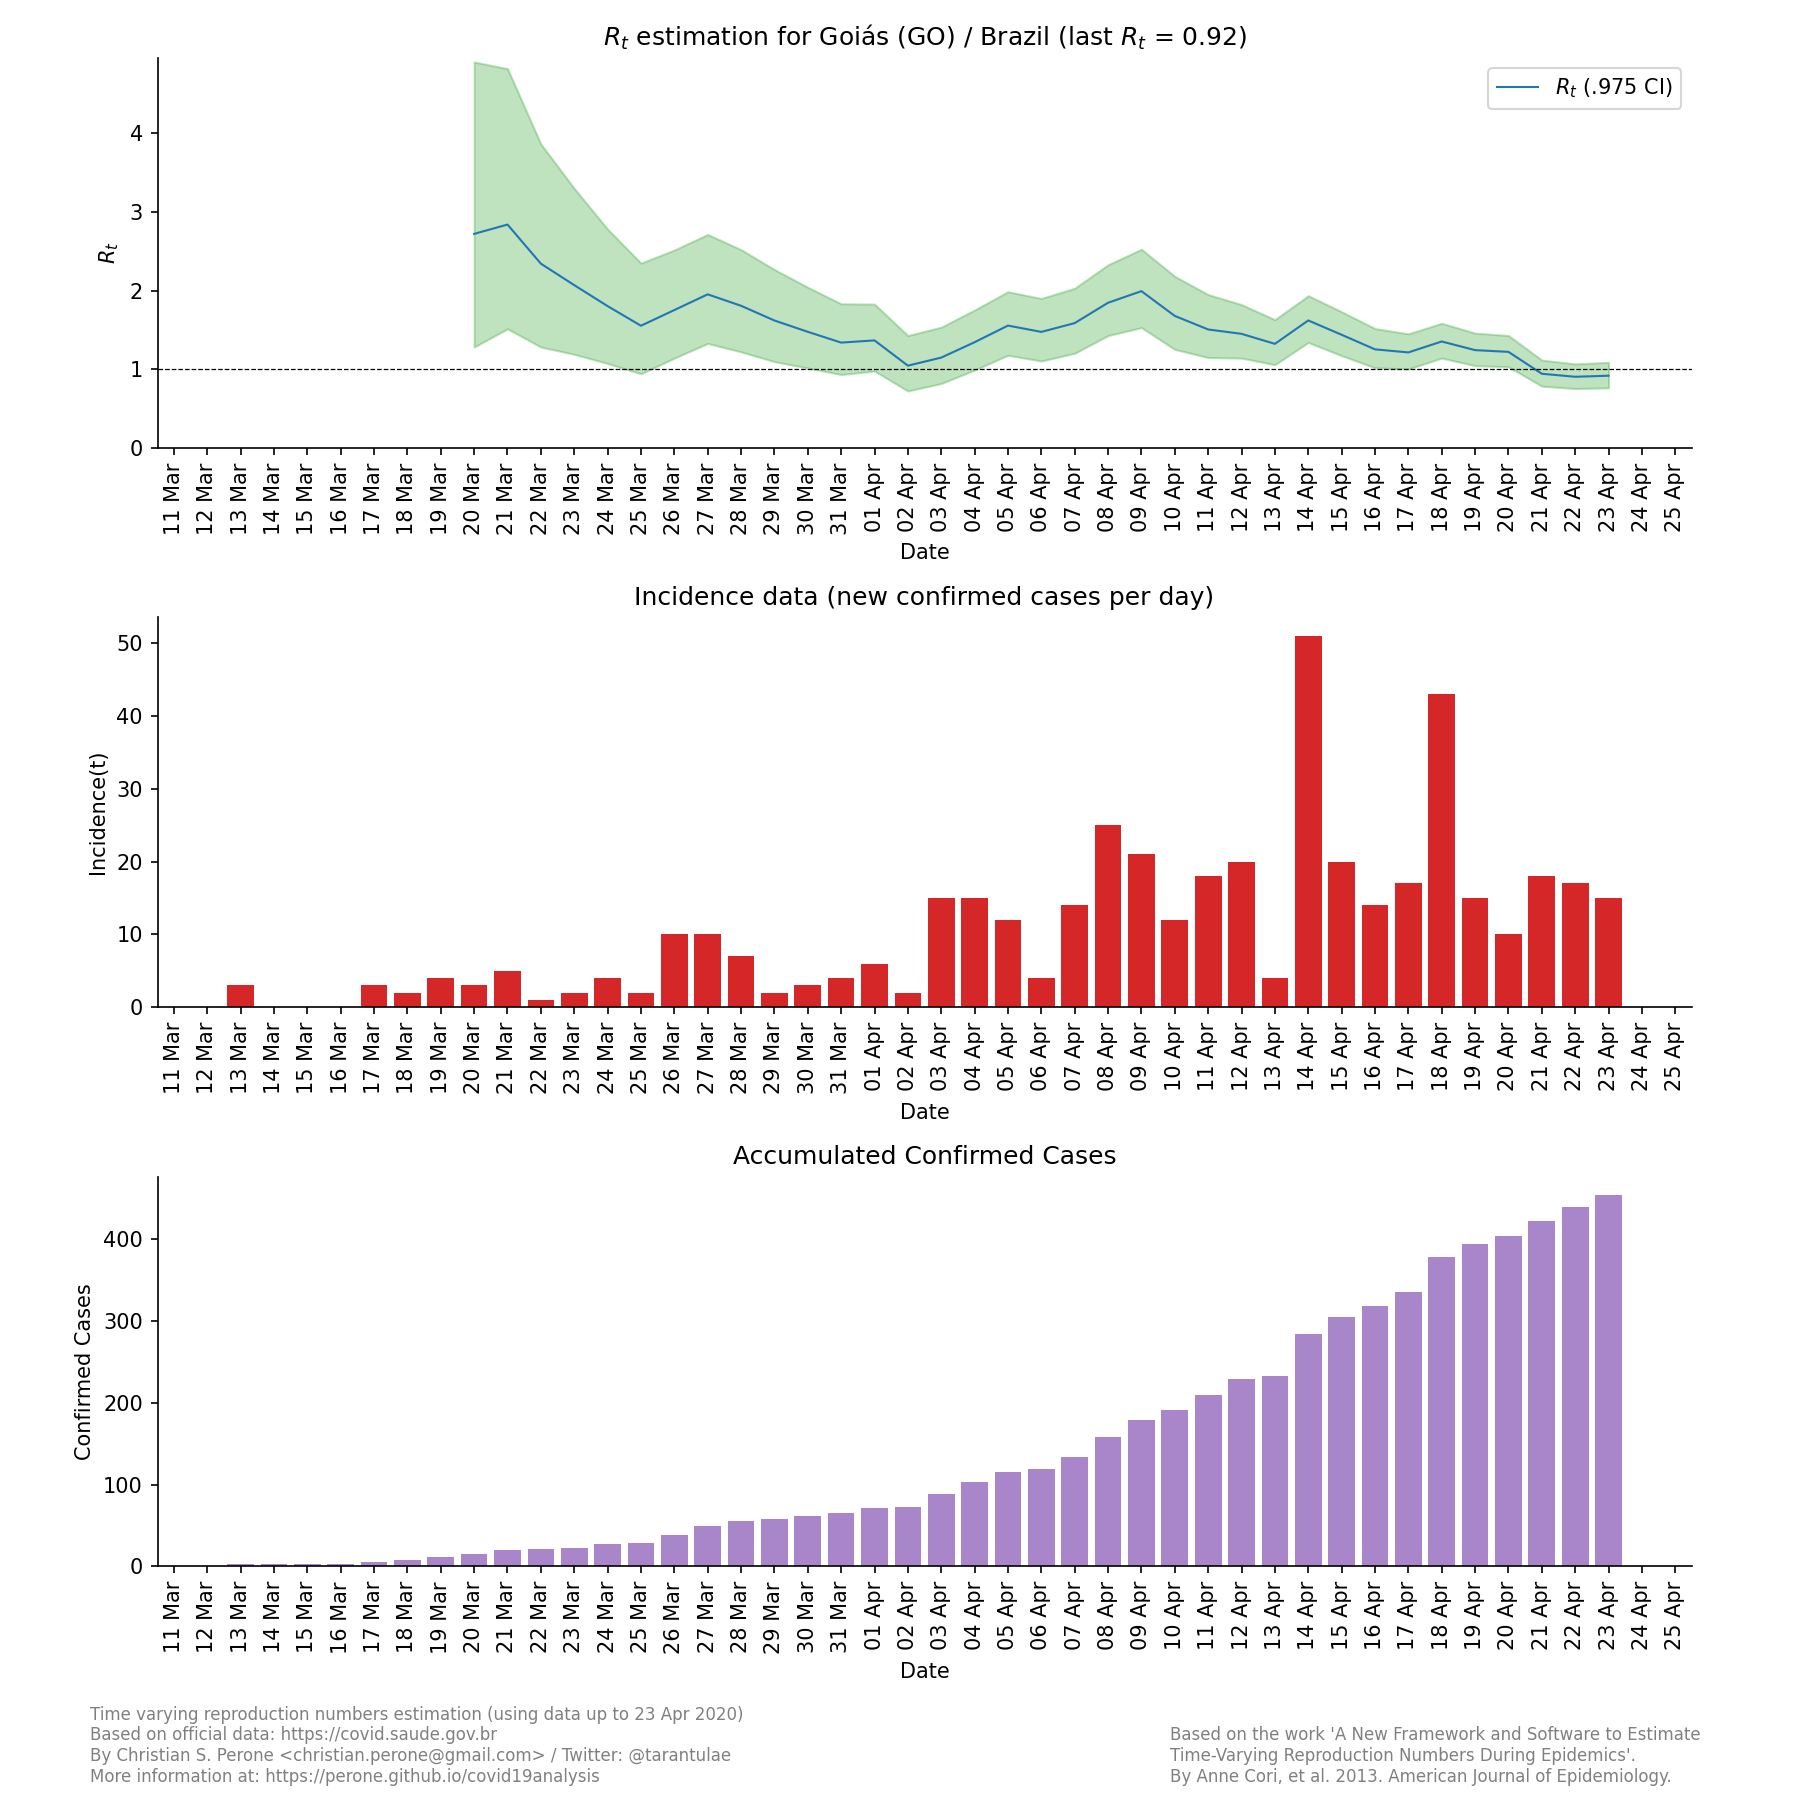 Rt estimation for Goiás (GO) / Brazil (last Rt = 0.92)
Rt (.975 CI)
Rt
4
3
2
1
0
11 Mar 12 Mar 13 Mar 14 Mar 15 Mar 16 Mar 17 Mar 18 Mar 19 Mar 20 Mar 21 Mar 22 Mar 23 Mar 24 Mar 25 Mar 26 Mar 27 Mar 28 Mar 29 Mar 30 Mar 31 Mar 01 Apr 02 Apr 03 Apr 04 Apr 05 Apr 06 Apr 07 Apr 08 Apr 09 Apr 10 Apr 11 Apr 12 Apr 13 Apr 14 Apr 15 Apr 16 Apr 17 Apr 18 Apr 19 Apr 20 Apr 21 Apr 22 Apr 23 Apr 24 Apr 25 Apr
Date
Incidence data (new confirmed cases per day)
Incidence(t)
50
40
30
20
10
0
11 Mar 12 Mar 13 Mar 14 Mar 15 Mar 16 Mar 17 Mar 18 Mar 19 Mar 20 Mar 21 Mar 22 Mar 23 Mar 24 Mar 25 Mar 26 Mar 27 Mar 28 Mar 29 Mar 30 Mar 31 Mar 01 Apr 02 Apr 03 Apr 04 Apr 05 Apr 06 Apr 07 Apr 08 Apr 09 Apr 10 Apr 11 Apr 12 Apr 13 Apr 14 Apr 15 Apr 16 Apr 17 Apr 18 Apr 19 Apr 20 Apr 21 Apr 22 Apr 23 Apr 24 Apr 25 Apr
Date
Accumulated Confirmed Cases
Confirmed Cases
400
300
200
100
0
11 Mar 12 Mar 13 Mar 14 Mar 15 Mar 16 Mar 17 Mar 18 Mar 19 Mar 20 Mar 21 Mar 22 Mar 23 Mar 24 Mar 25 Mar 26 Mar 27 Mar 28 Mar 29 Mar 30 Mar 31 Mar 01 Apr 02 Apr 03 Apr 04 Apr 05 Apr 06 Apr 07 Apr 08 Apr 09 Apr 10 Apr 11 Apr 12 Apr 13 Apr 14 Apr 15 Apr 16 Apr 17 Apr 18 Apr 19 Apr 20 Apr 21 Apr 22 Apr 23 Apr 24 Apr 25 Apr
Date
Time varying reproduction numbers estimation (using data up to 23 Apr 2020)
Based on official data: https://covid.saude.gov.br
By Christian S. Perone <christian.perone@gmail.com> / Twitter: @tarantulae
More information at: https://perone.github.io/covid19analysis
Based on the work 'A New Framework and Software to Estimate
Time-Varying Reproduction Numbers During Epidemics'.
By Anne Cori, et al. 2013. American Journal of Epidemiology.